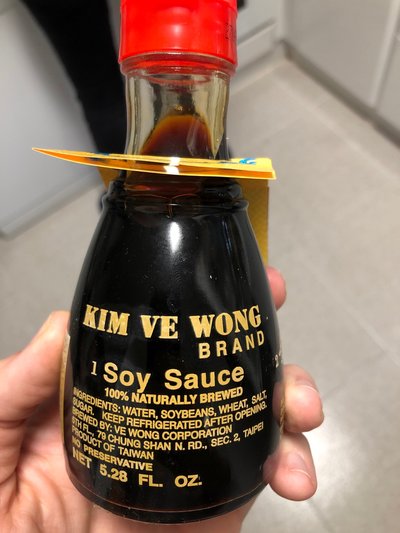 KIM VE WONG
BRAND
1 Soy Sauce
100% NATURALLY BREWED
INGREDIENTS: WATER, SOYBEANS, WHEAT, SALT,
SUGAR. KEEP REFRIGERATED AFTER OPENING.
BREWED BY: VE WONG CORPORATION
5TH FL., 79 CHUNG SHAN N. RD., SEC. 2, TAIPEI
PRODUCT OF TAIWAN
NO PRESERVATIVE
NET 5.28 FL. OZ.